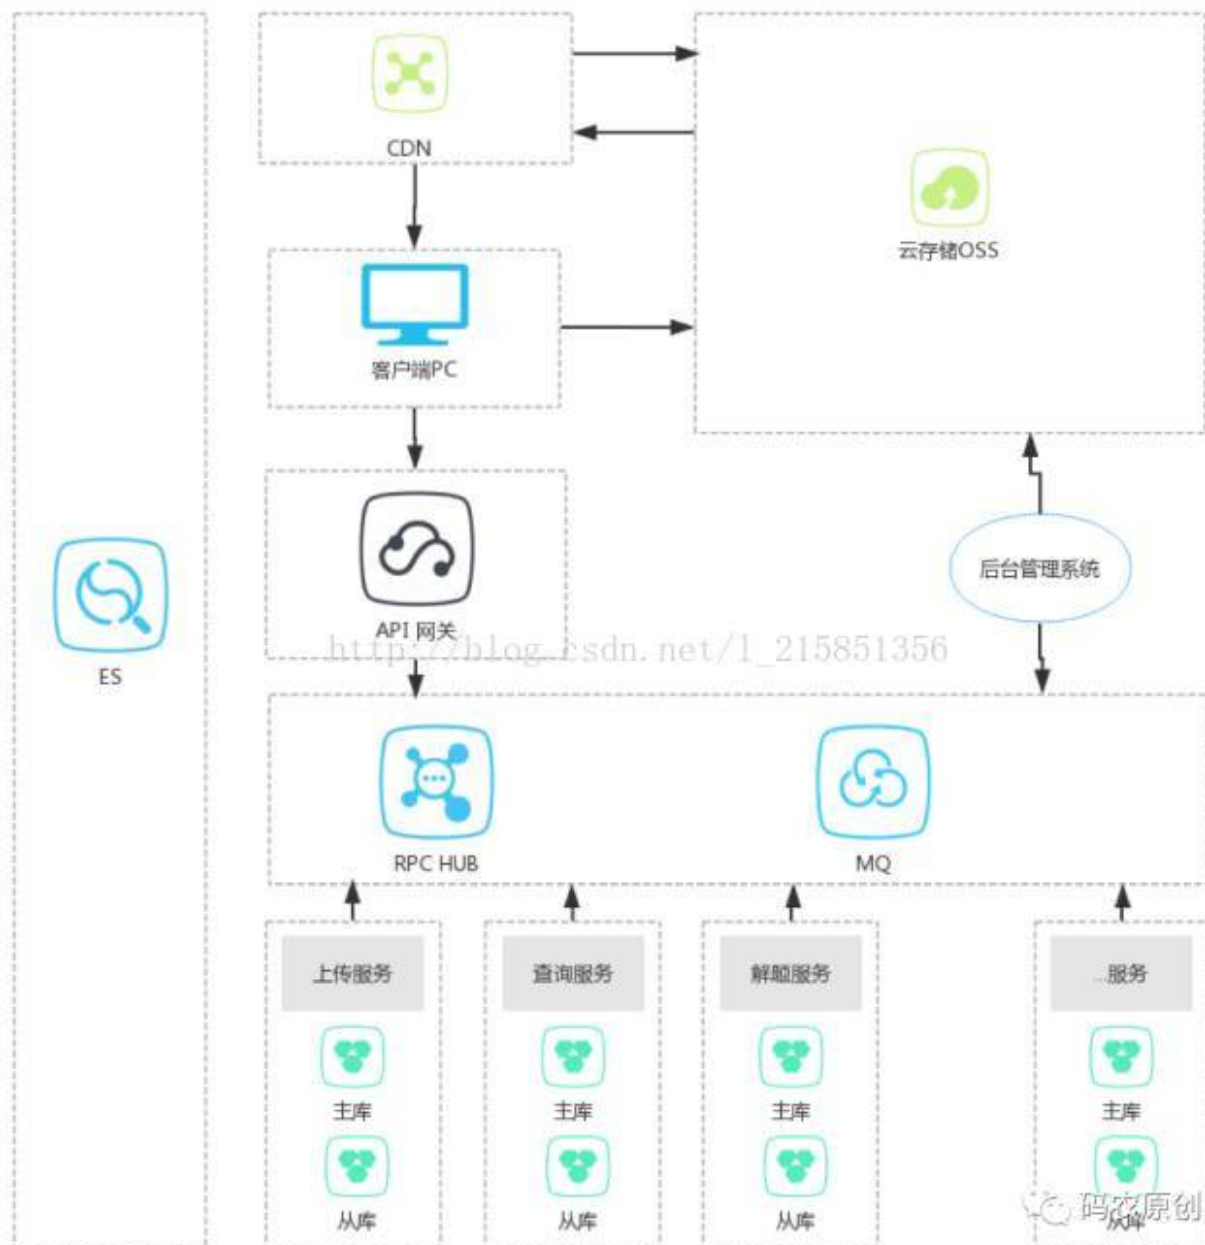 CDN
云存储OSS
客户端PC
后台管理系统
API 网关
http://blog.csdn.net/l_215851356
ES
RPC HUB
MQ
上传服务
查询服务
解题服务
...服务
主库
主库
主库
主库
从库
从库
从库
从库
码农原创